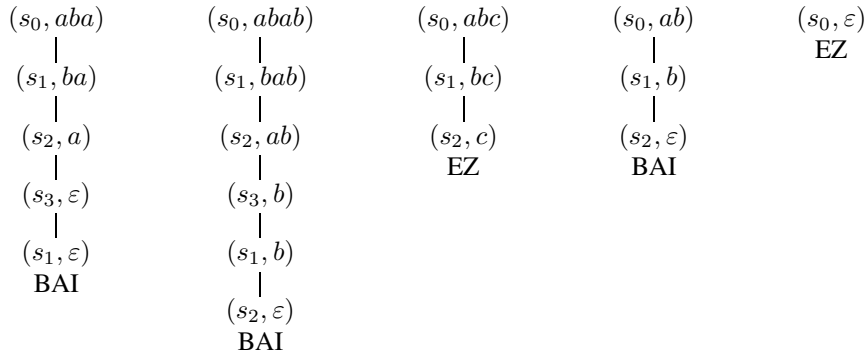 (s₀, aba) (s₀, abab) (s₀, abc) (s₀, ab) (s₀, ε)
EZ
(s₁, ba) (s₁, bab) (s₁, bc) (s₁, b)
(s₂, a) (s₂, ab) (s₂, c) (s₂, ε)
EZ BAI
(s₃, ε) (s₃, b)
(s₁, ε) (s₁, b)
BAI
(s₂, ε)
BAI